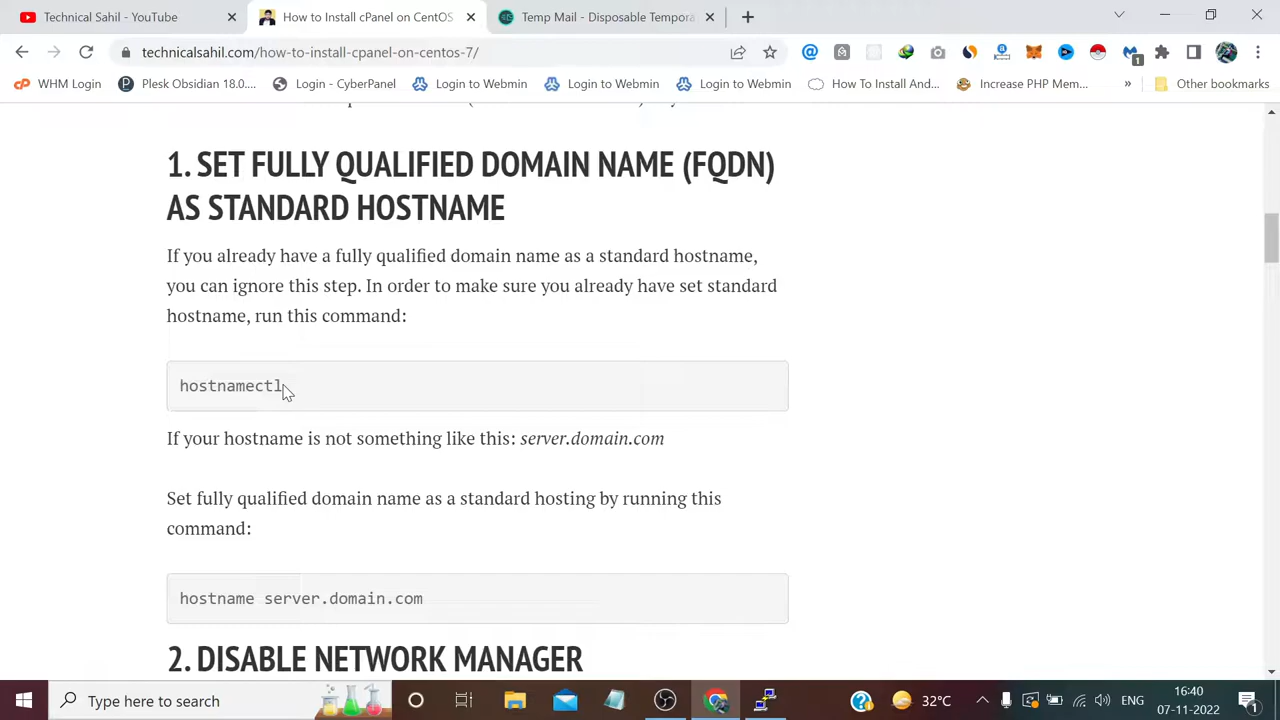 Technical Sahil - YouTube
How to Install cPanel on CentOS
Temp Mail - Disposable Tempora
technicalsahil.com/how-to-install-cpanel-on-centos-7/
1
WHM Login
Plesk Obsidian 18.0....
Login - CyberPanel
Login to Webmin
Login to Webmin
Login to Webmin
How To Install And...
Increase PHP Mem...
»
Other bookmarks
1. SET FULLY QUALIFIED DOMAIN NAME (FQDN)
AS STANDARD HOSTNAME
If you already have a fully qualified domain name as a standard hostname,
you can ignore this step. In order to make sure you already have set standard
hostname, run this command:
hostnamectl
If your hostname is not something like this: server.domain.com
Set fully qualified domain name as a standard hosting by running this
command:
hostname server.domain.com
2. DISABLE NETWORK MANAGER
Type here to search
32°C
ENG
16:40
07-11-2022
1